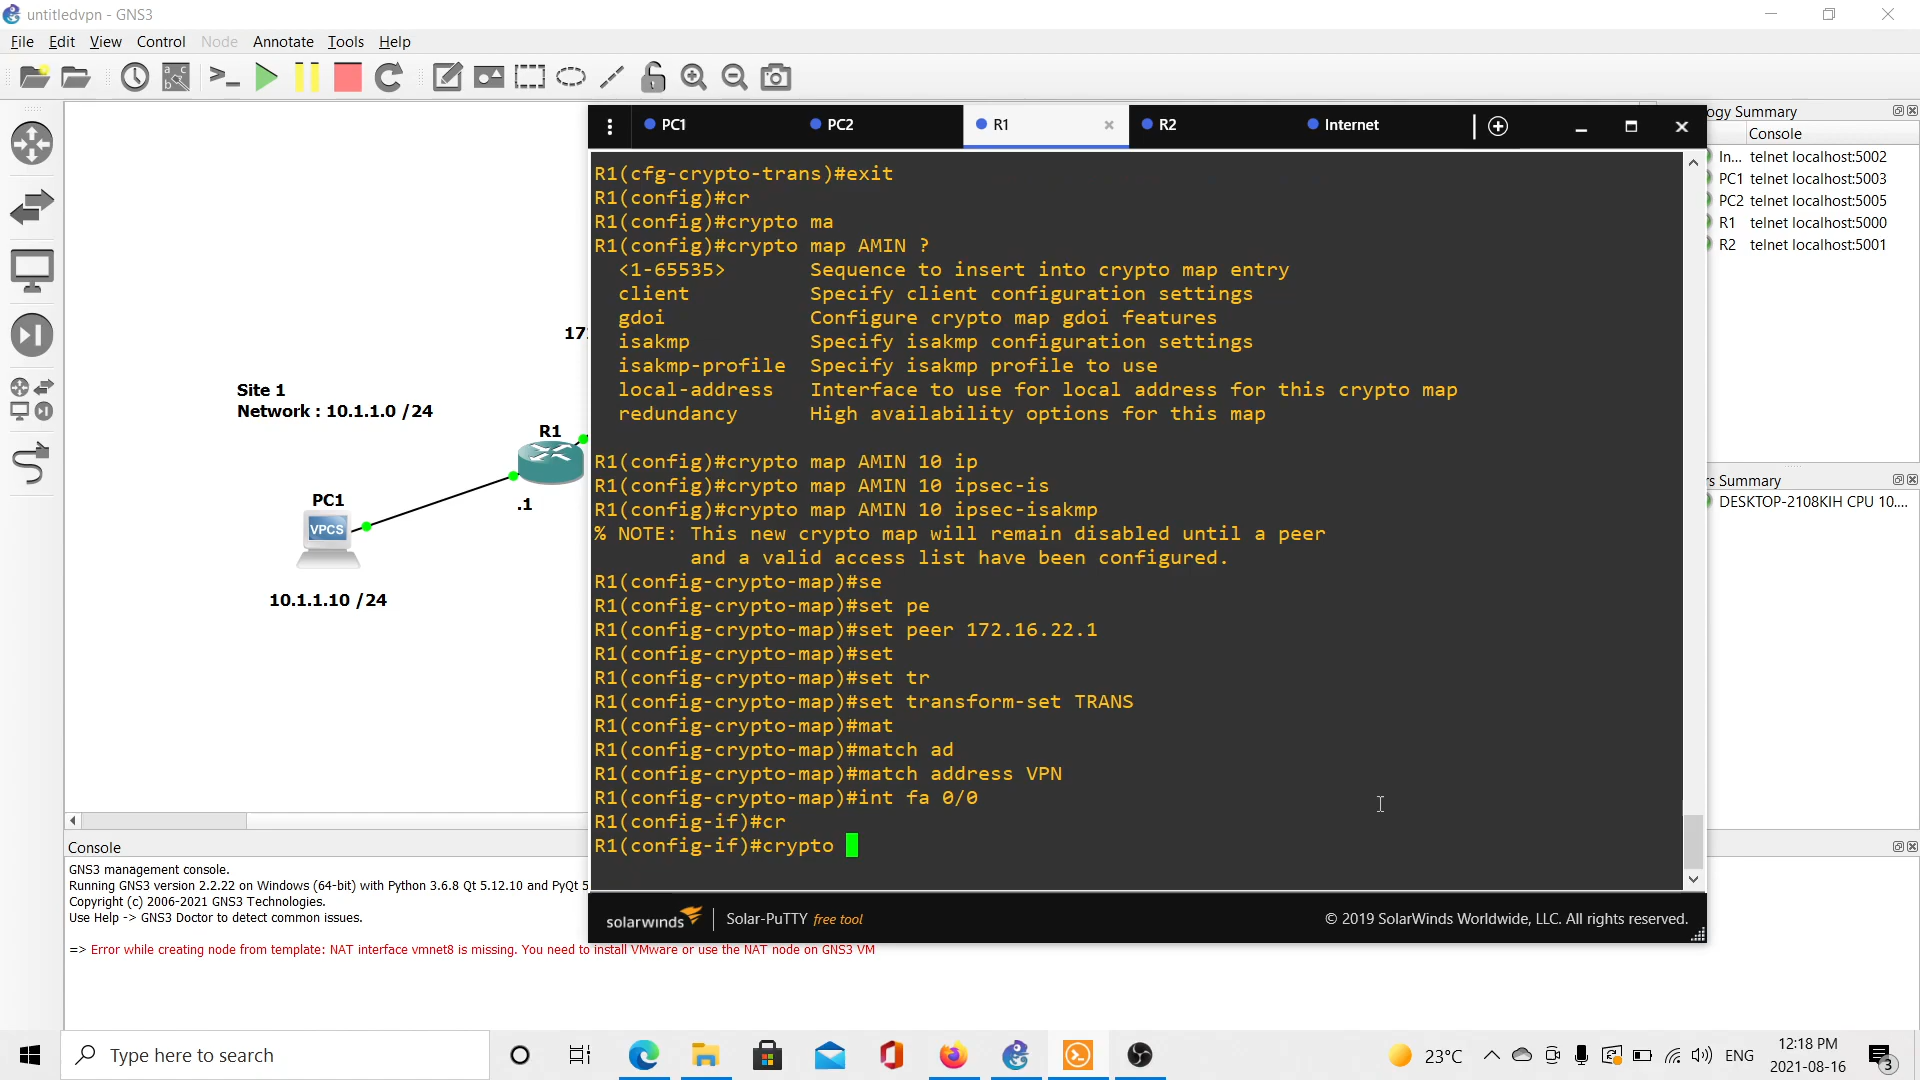 untitledvpn - GNS3
File Edit View Control Node Annotate Tools Help
PC1
PC2
R1
R2
Internet
R1(cfg-crypto-trans)#exit
R1(config)#cr
R1(config)#crypto ma
R1(config)#crypto map AMIN ?
<1-65535> Sequence to insert into crypto map entry
client Specify client configuration settings
gdoi Configure crypto map gdoi features
isakmp Specify isakmp configuration settings
isakmp-profile Specify isakmp profile to use
local-address Interface to use for local address for this crypto map
redundancy High availability options for this map
R1(config)#crypto map AMIN 10 ip
R1(config)#crypto map AMIN 10 ipsec-is
R1(config)#crypto map AMIN 10 ipsec-isakmp
% NOTE: This new crypto map will remain disabled until a peer
and a valid access list have been configured.
R1(config-crypto-map)#se
R1(config-crypto-map)#set pe
R1(config-crypto-map)#set peer 172.16.22.1
R1(config-crypto-map)#set
R1(config-crypto-map)#set tr
R1(config-crypto-map)#set transform-set TRANS
R1(config-crypto-map)#mat
R1(config-crypto-map)#match ad
R1(config-crypto-map)#match address VPN
R1(config-crypto-map)#int fa 0/0
R1(config-if)#cr
R1(config-if)#crypto
solarwinds Solar-PuTTY free tool
© 2019 SolarWinds Worldwide, LLC. All rights reserved.
17
Site 1
Network : 10.1.1.0 /24
R1
.1
PC1
VPCS
10.1.1.10 /24
ogy Summary
Console
In... telnet localhost:5002
PC1 telnet localhost:5003
PC2 telnet localhost:5005
R1 telnet localhost:5000
R2 telnet localhost:5001
rs Summary
DESKTOP-2108KIH CPU 10....
Console
GNS3 management console.
Running GNS3 version 2.2.22 on Windows (64-bit) with Python 3.6.8 Qt 5.12.10 and PyQt 5
Copyright (c) 2006-2021 GNS3 Technologies.
Use Help -> GNS3 Doctor to detect common issues.
=> Error while creating node from template: NAT interface vmnet8 is missing. You need to install VMware or use the NAT node on GNS3 VM
Type here to search
23°C
ENG
12:18 PM
2021-08-16
3